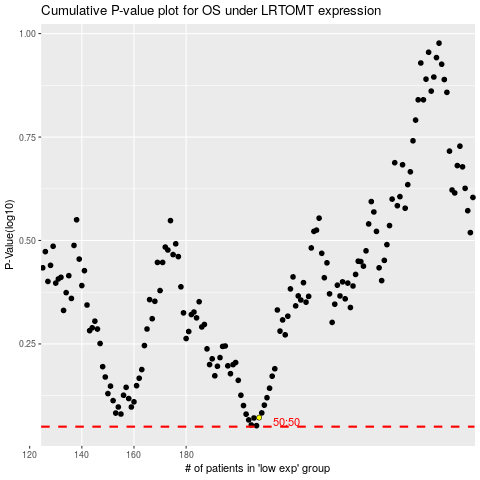 Cumulative P-value plot for OS under LRTOMT expression
P-Value(log10)
1.00
0.75
0.50
0.25
50:50
120 140 160 180
# of patients in 'low exp' group